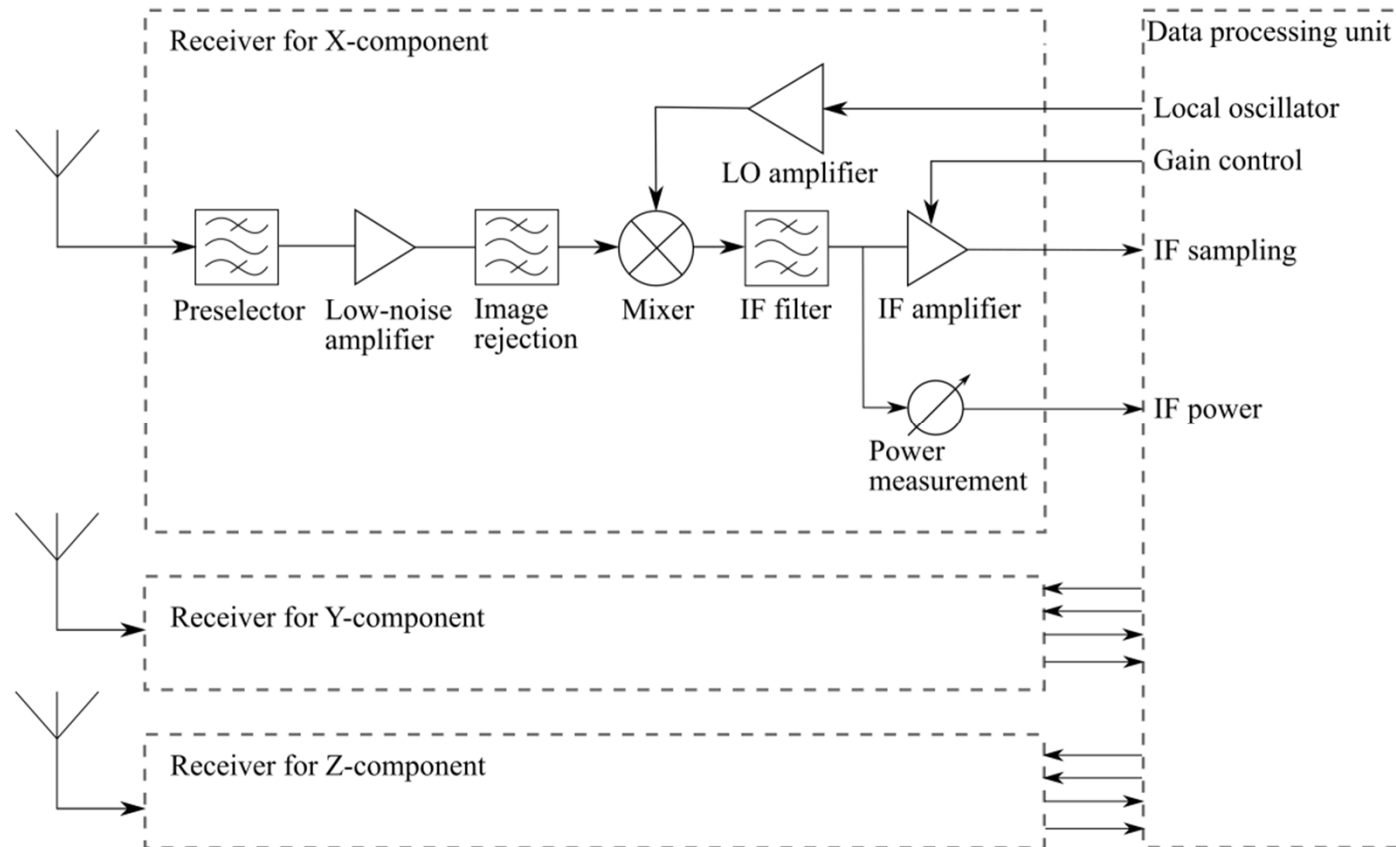 Receiver for X-component
Data processing unit
Local oscillator
Gain control
LO amplifier
IF sampling
Preselector
Low-noise
amplifier
Image
rejection
Mixer
IF filter
IF amplifier
IF power
Power
measurement
Receiver for Y-component
Receiver for Z-component